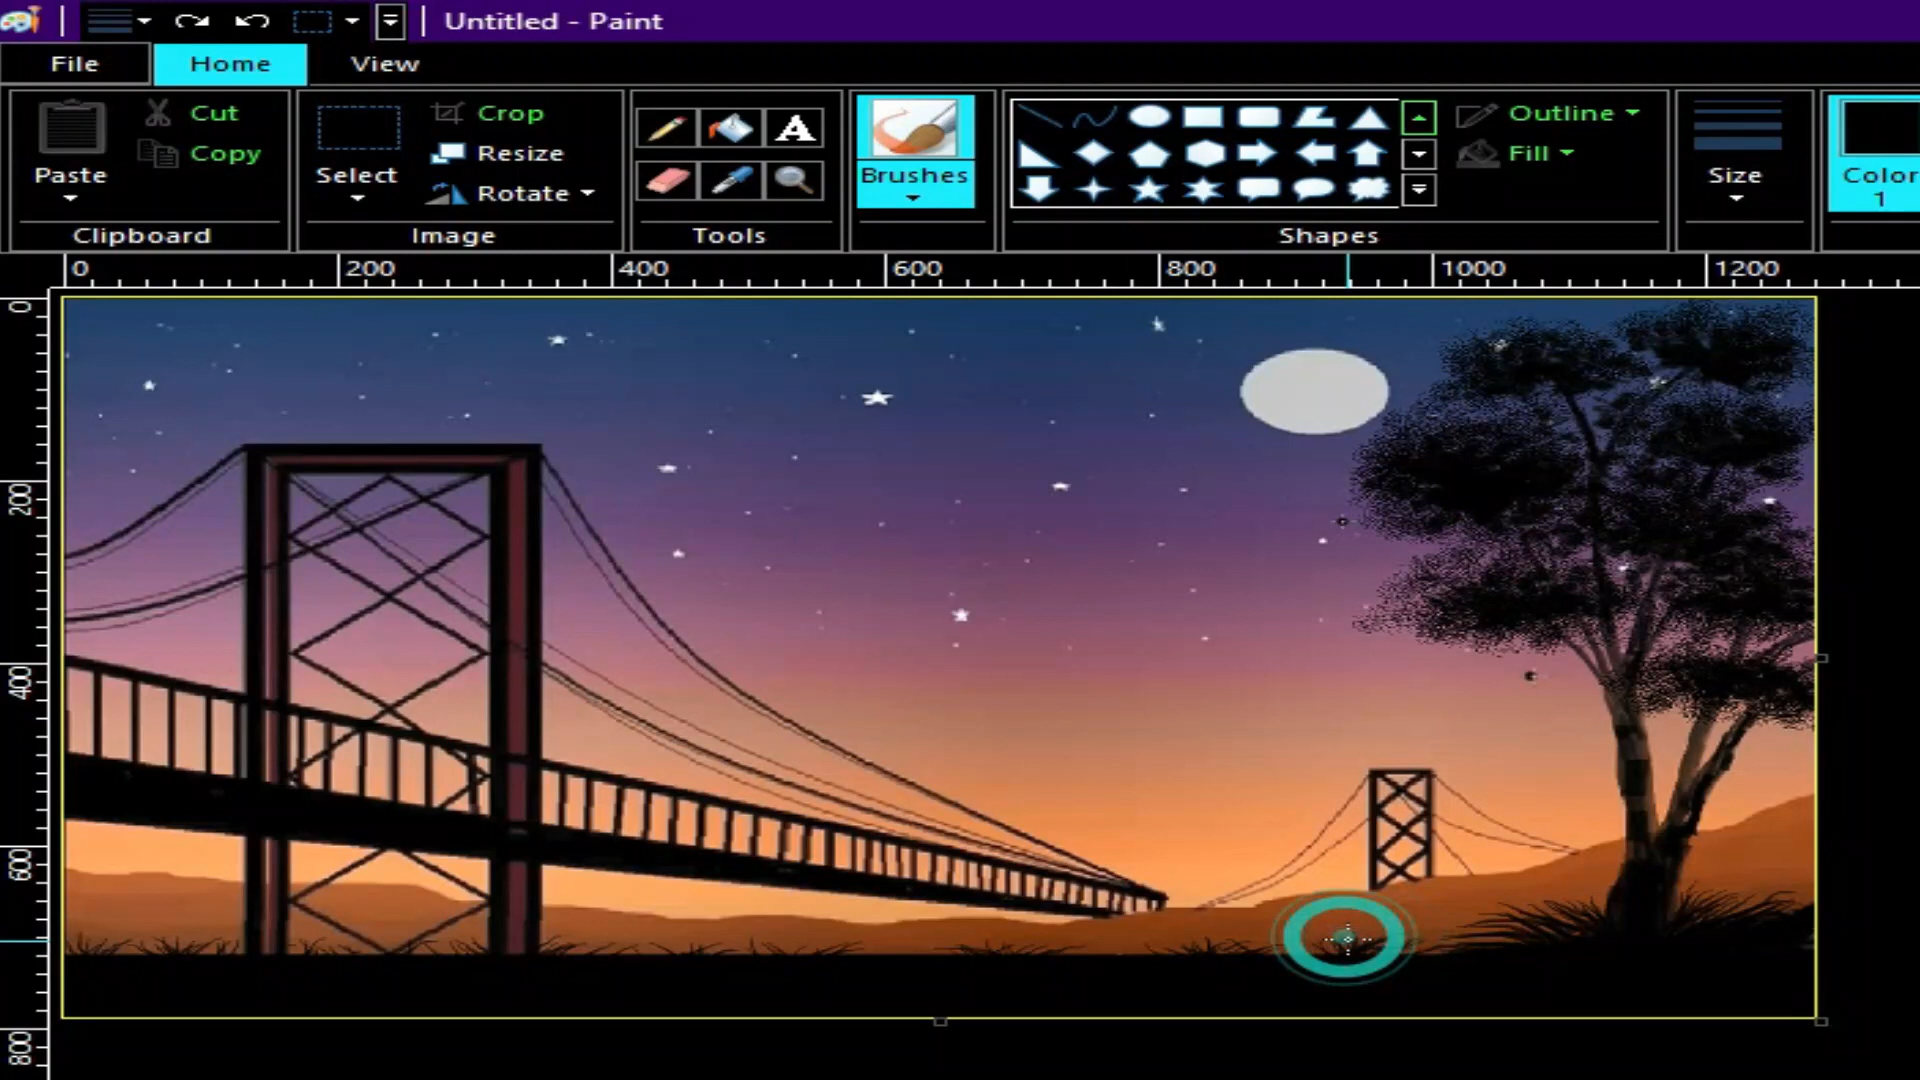 Untitled - Paint
File Home View
Paste
Cut
Copy
Clipboard
Select
Crop
Resize
Rotate
Image
Tools
Brushes
Outline
Fill
Shapes
Size
Color
1
0 200 400 600 800 1000 1200
0
200
400
600
800